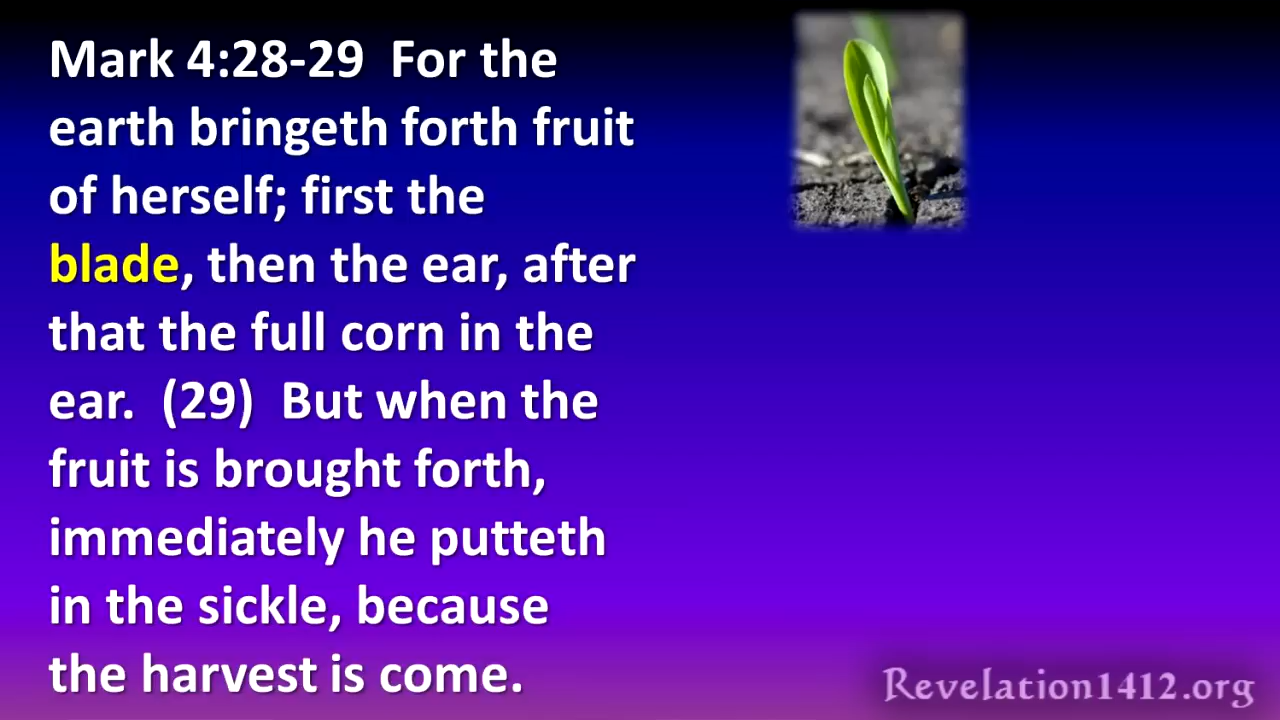 Mark 4:28-29  For the
earth bringeth forth fruit
of herself; first the
blade, then the ear, after
that the full corn in the
ear.  (29)  But when the
fruit is brought forth,
immediately he putteth
in the sickle, because
the harvest is come.
Revelation1412.org